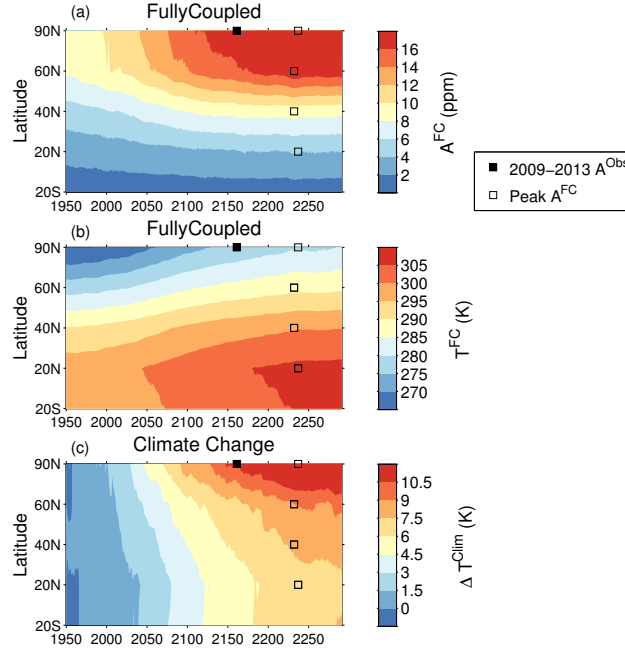 (a) FullyCoupled
90N
60N
40N
20N
20S
Latitude
1950 2000 2050 2100 2150 2200 2250
16
14
12
10
8
6
4
2
A^FC (ppm)
■ 2009−2013 A^Obs
□ Peak A^FC
(b) FullyCoupled
90N
60N
40N
20N
20S
Latitude
1950 2000 2050 2100 2150 2200 2250
305
300
295
290
285
280
275
270
T^FC (K)
(c) Climate Change
90N
60N
40N
20N
20S
Latitude
1950 2000 2050 2100 2150 2200 2250
10.5
9
7.5
6
4.5
3
1.5
0
Δ T^Clim (K)